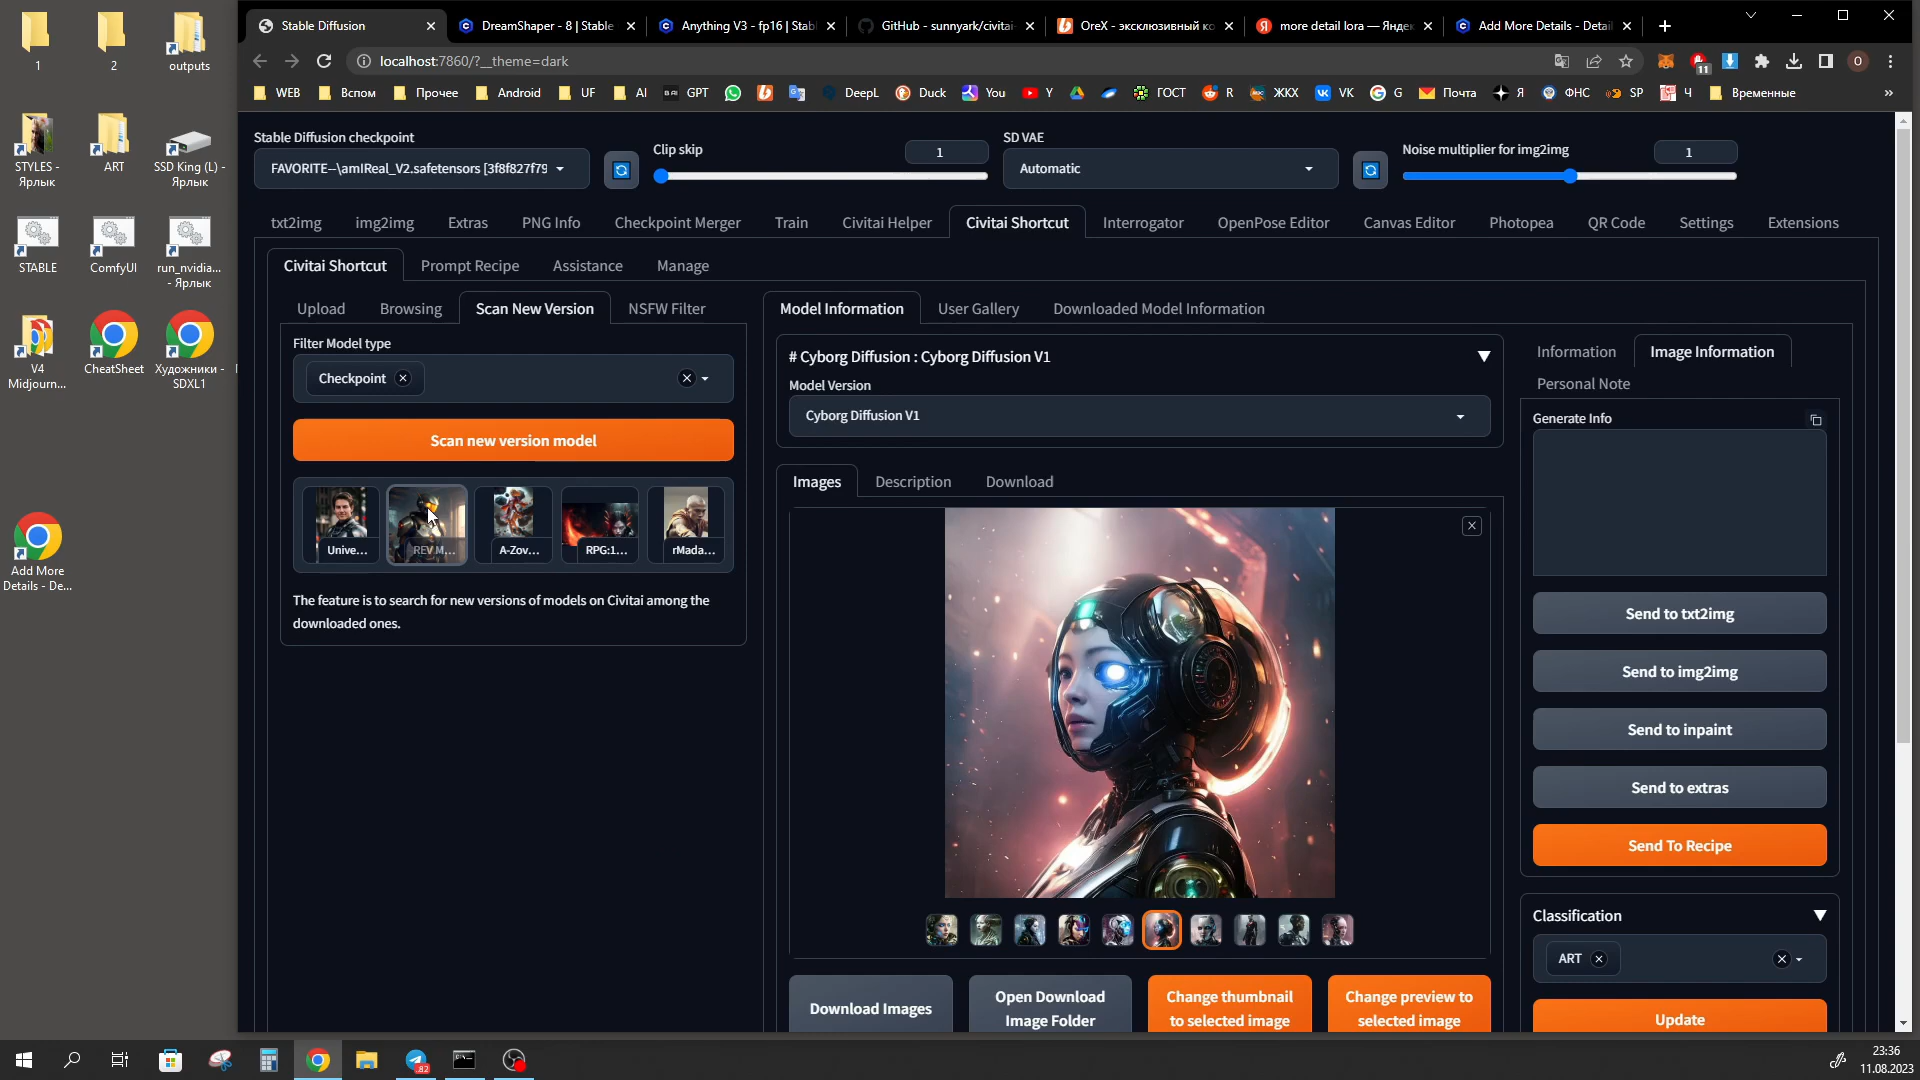 1
2
outputs
STYLES -
Ярлык
ART
SSD King (L) -
Ярлык
STABLE
ComfyUI
run_nvidia...
- Ярлык
V4
Midjourn...
CheatSheet
Художники -
SDXL1
Add More
Details - De...
Stable Diffusion
DreamShaper - 8 | Stable
Anything V3 - fp16 | Stab
GitHub - sunnyark/civitai-
OreX - эксклюзивный ко
more detail lora — Яндек
Add More Details - Detail
localhost:7860/?__theme=dark
11
O
WEB
Вспом
Прочее
Android
UF
AI
GPT
DeepL
Duck
You
Y
ГОСТ
R
ЖКХ
VK
G
Почта
Я
ФНС
SP
Ч
Временные
»
Stable Diffusion checkpoint
FAVORITE--\amIReal_V2.safetensors [3f8f827f79
Clip skip
1
SD VAE
Automatic
Noise multiplier for img2img
1
txt2img
img2img
Extras
PNG Info
Checkpoint Merger
Train
Civitai Helper
Civitai Shortcut
Interrogator
OpenPose Editor
Canvas Editor
Photopea
QR Code
Settings
Extensions
Civitai Shortcut
Prompt Recipe
Assistance
Manage
Upload
Browsing
Scan New Version
NSFW Filter
Filter Model type
Checkpoint
Scan new version model
Unive...
REV M...
A-Zov...
RPG:1...
rMada...
The feature is to search for new versions of models on Civitai among the
downloaded ones.
Model Information
User Gallery
Downloaded Model Information
# Cyborg Diffusion : Cyborg Diffusion V1
Model Version
Cyborg Diffusion V1
Images
Description
Download
Download Images
Open Download
Image Folder
Change thumbnail
to selected image
Change preview to
selected image
Information
Image Information
Personal Note
Generate Info
Send to txt2img
Send to img2img
Send to inpaint
Send to extras
Send To Recipe
Classification
ART
Update
82
23:36
11.08.2023